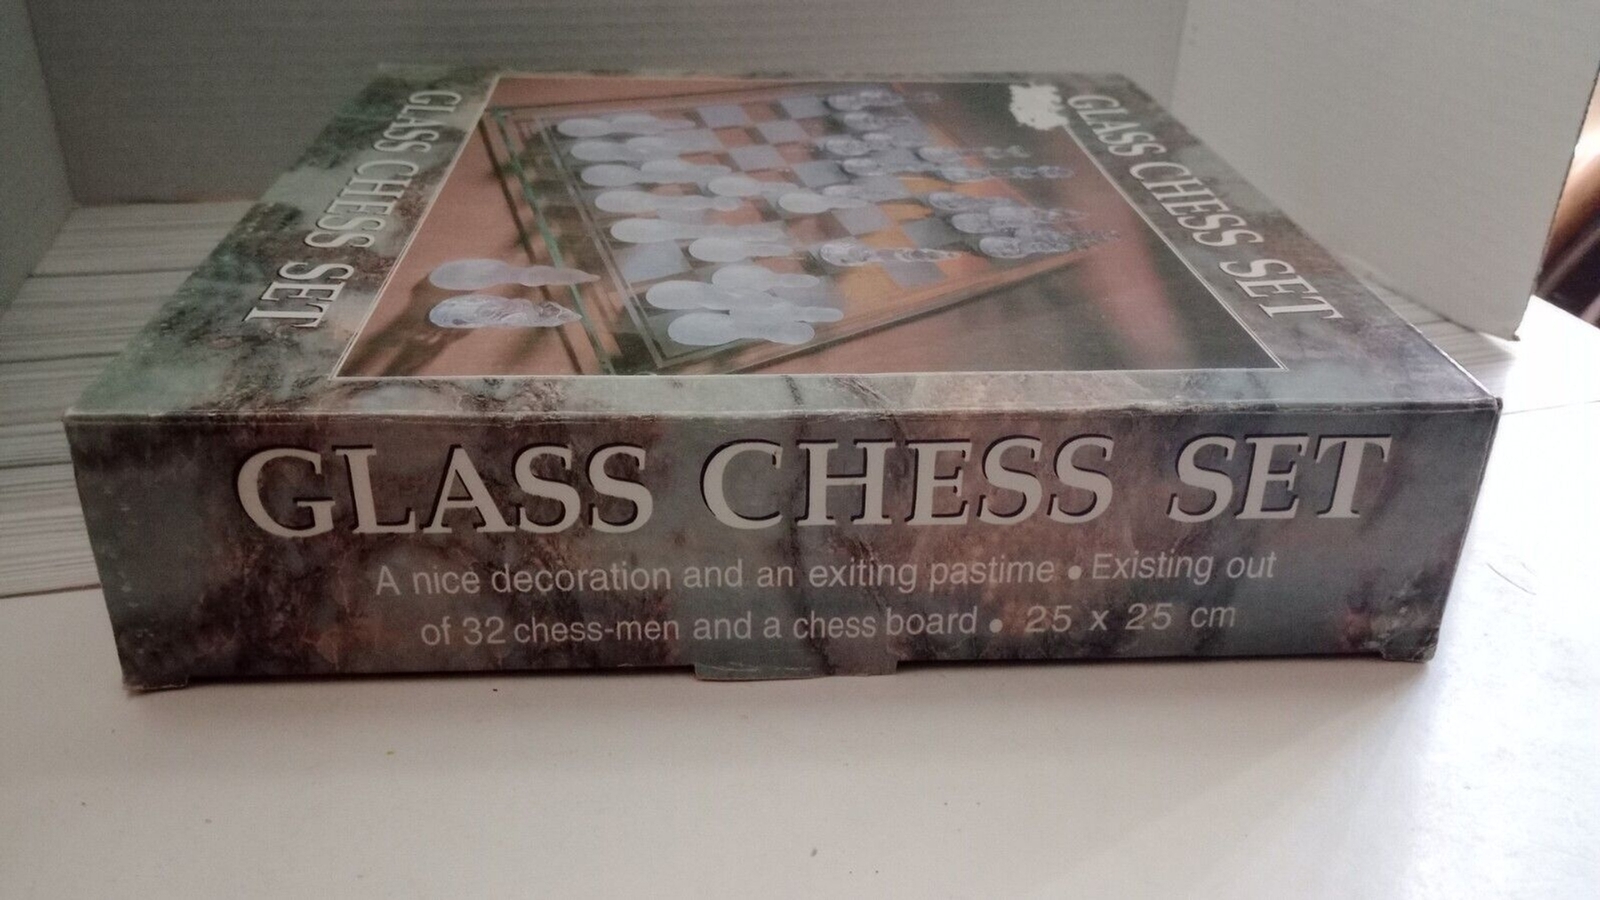 GLASS CHESS SET
GLASS CHESS SET
GLASS CHESS SET
A nice decoration and an exiting pastime • Existing out
of 32 chess-men and a chess board • 25 x 25 cm